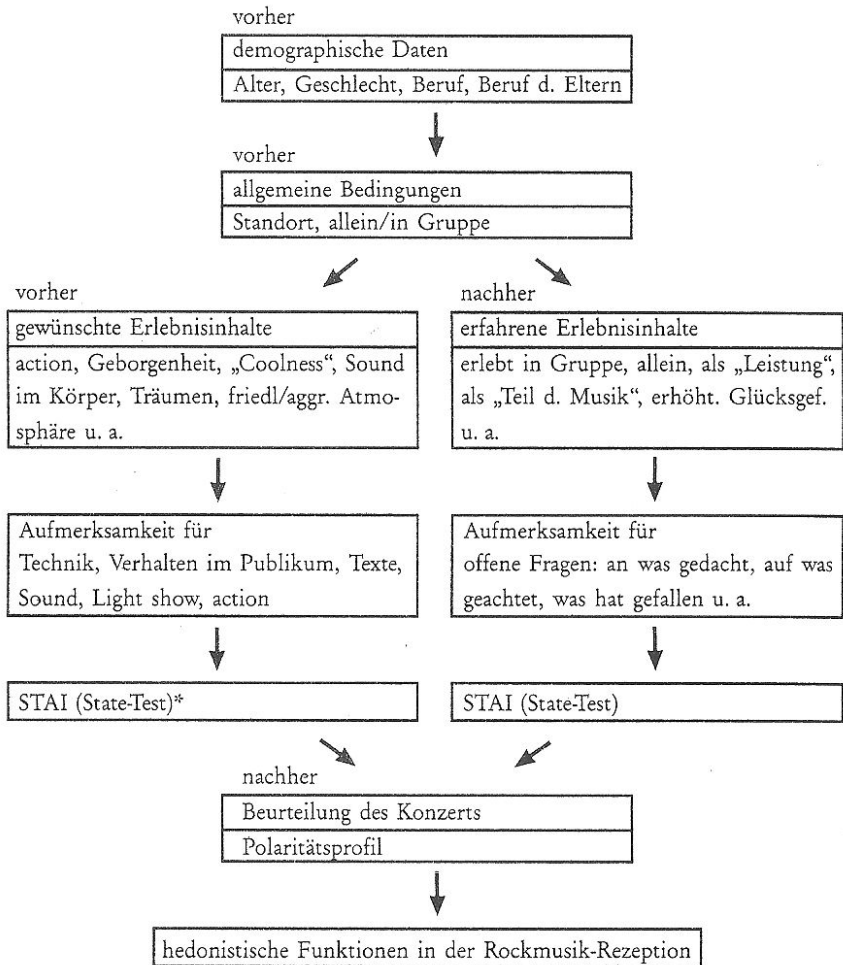 vorher
demographische Daten
Alter, Geschlecht, Beruf, Beruf d. Eltern
vorher
allgemeine Bedingungen
Standort, allein/in Gruppe
vorher
gewünschte Erlebnisinhalte
action, Geborgenheit, „Coolness“, Sound
im Körper, Träumen, friedl/aggr. Atmo-
sphäre u. a.
nachher
erfahrene Erlebnisinhalte
erlebt in Gruppe, allein, als „Leistung“,
als „Teil d. Musik“, erhöht. Glücksgef.
u. a.
Aufmerksamkeit für
Technik, Verhalten im Publikum, Texte,
Sound, Light show, action
Aufmerksamkeit für
offene Fragen: an was gedacht, auf was
geachtet, was hat gefallen u. a.
STAI (State-Test)*
STAI (State-Test)
nachher
Beurteilung des Konzerts
Polaritätsprofil
hedonistische Funktionen in der Rockmusik-Rezeption